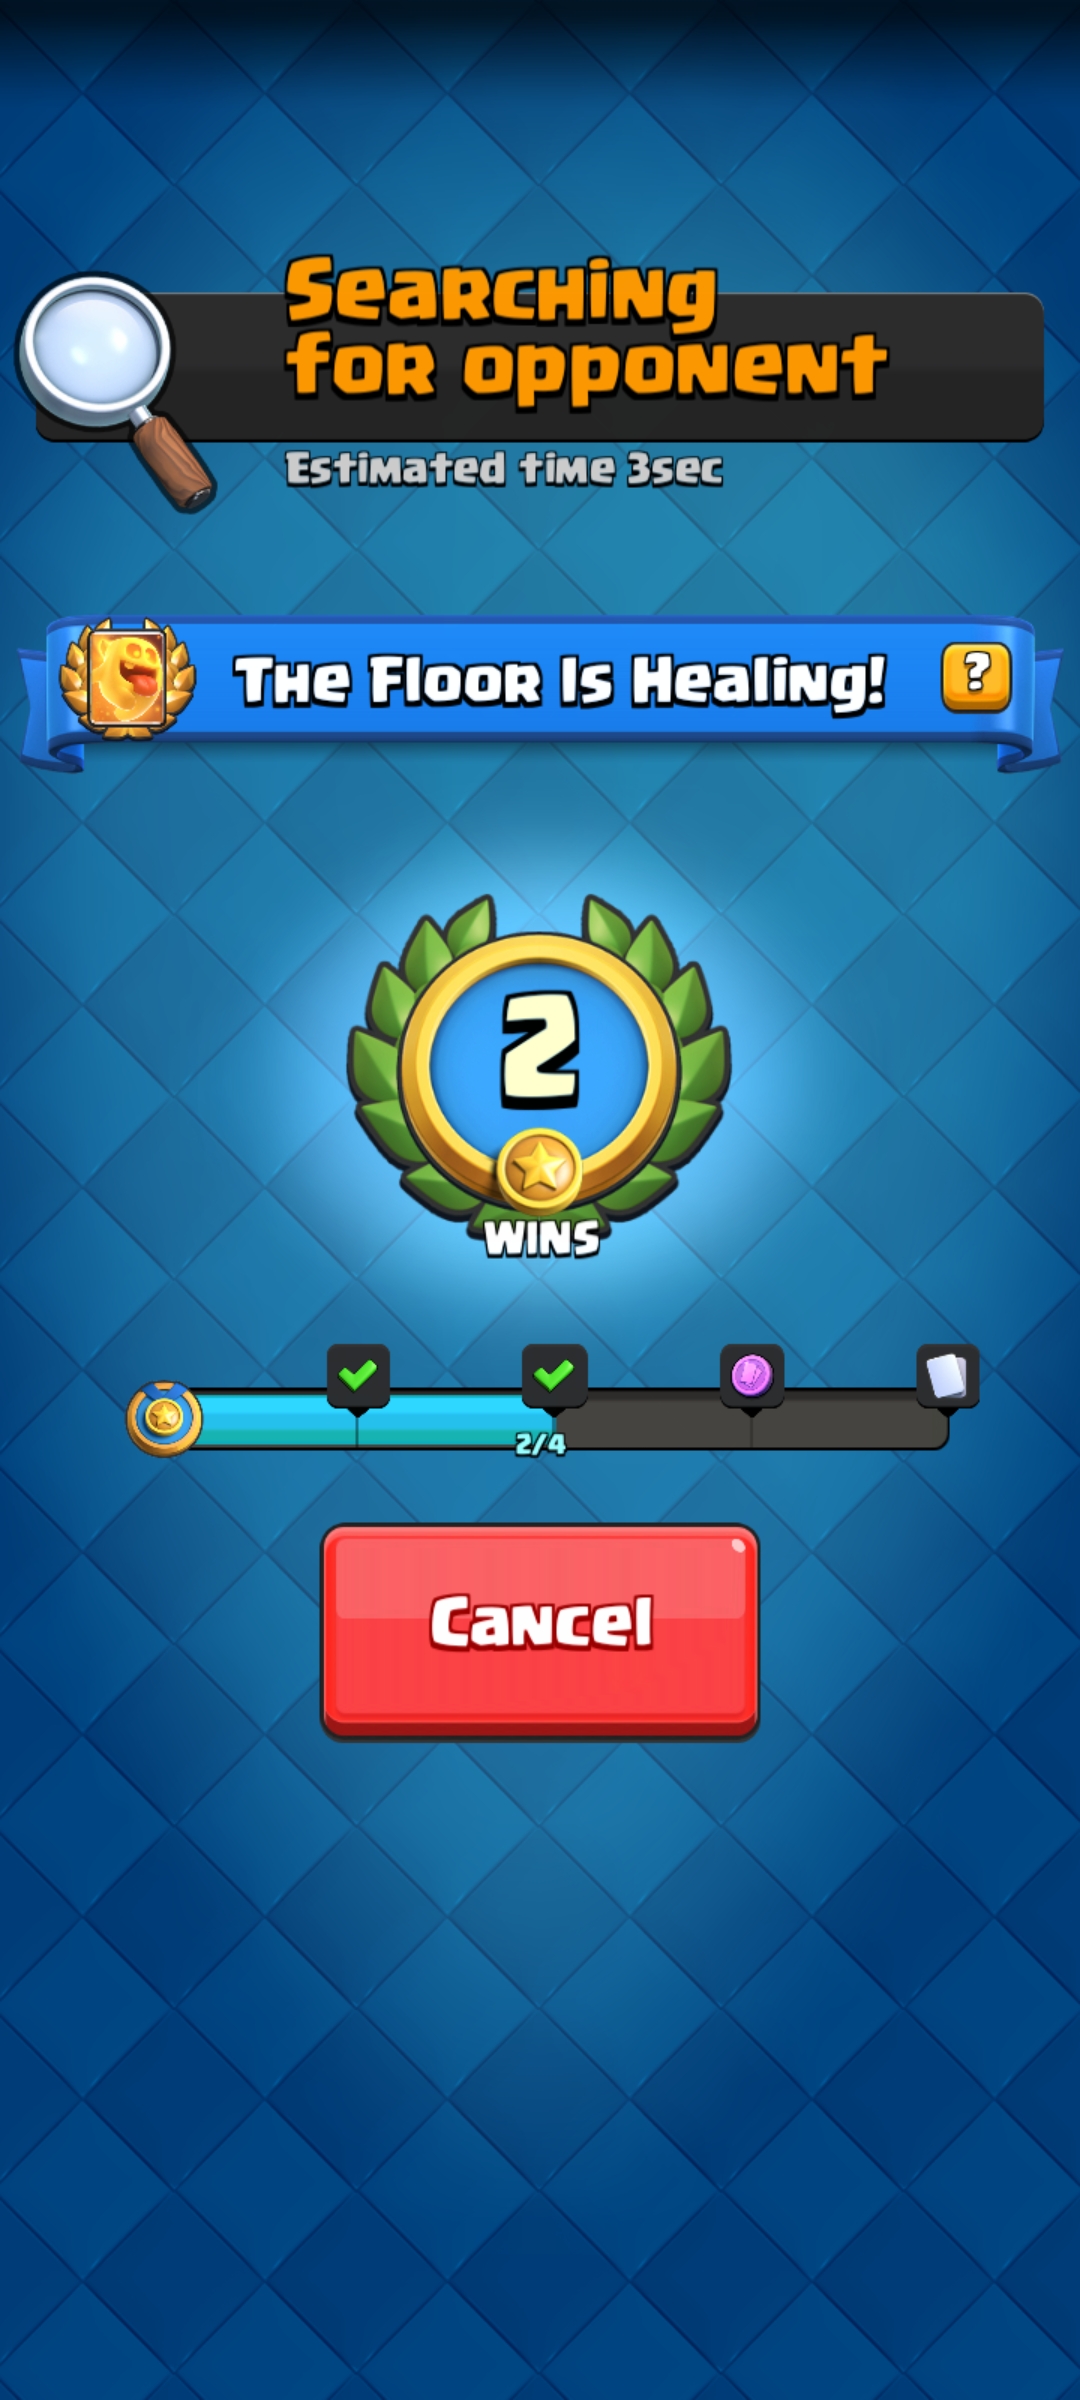 Searching
for opponent
Estimated time 3sec
The Floor Is Healing!
?
2
WINS
2/4
Cancel